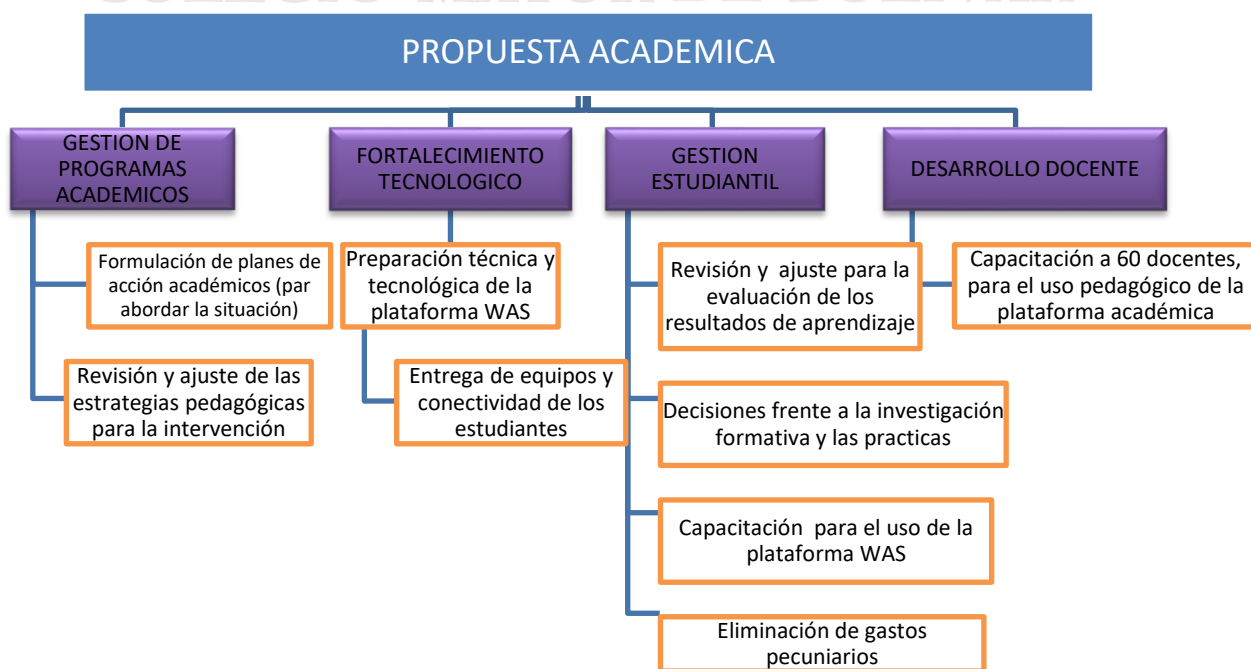 PROPUESTA ACADEMICA
GESTION DE
PROGRAMAS
ACADEMICOS
Formulación de planes de
acción académicos (par
abordar la situación)
Revisión y ajuste de las
estrategias pedagógicas
para la intervención
FORTALECIMIENTO
TECNOLOGICO
Preparación técnica y
tecnológica de la
plataforma WAS
Entrega de equipos y
conectividad de los
estudiantes
GESTION
ESTUDIANTIL
Revisión y ajuste para la
evaluación de los
resultados de aprendizaje
Decisiones frente a la investigación
formativa y las practicas
Capacitación para el uso de la
plataforma WAS
Eliminación de gastos
pecuniarios
DESARROLLO DOCENTE
Capacitación a 60 docentes,
para el uso pedagógico de la
plataforma académica